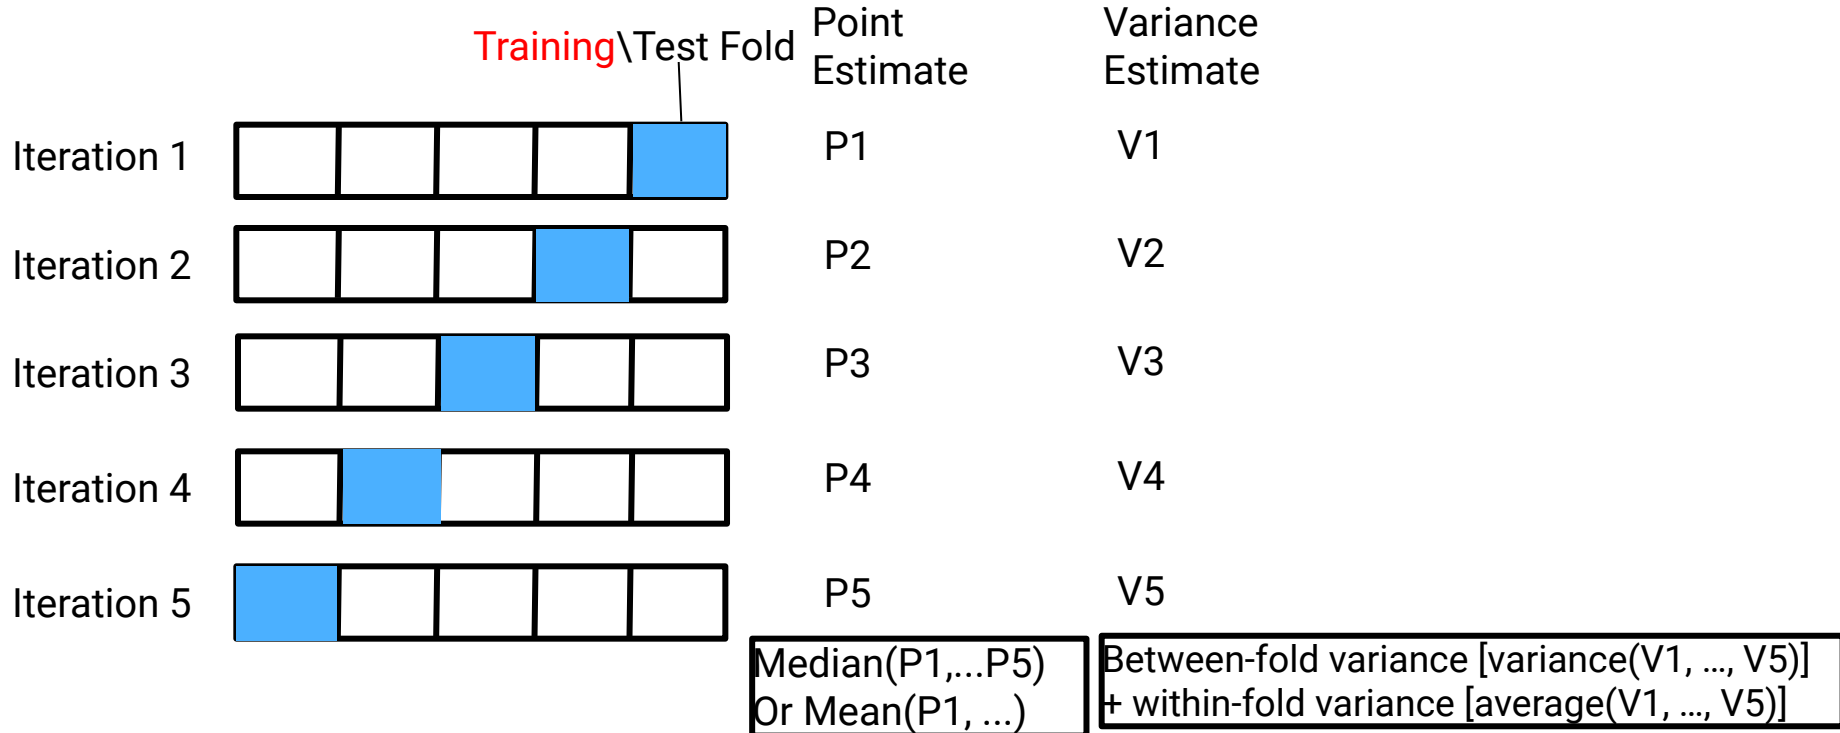 Training\Test Fold
Point
Estimate
Variance
Estimate
Iteration 1
P1
V1
Iteration 2
P2
V2
Iteration 3
P3
V3
Iteration 4
P4
V4
Iteration 5
P5
V5
Median(P1,...P5)
Or Mean(P1, ...)
Between-fold variance [variance(V1, ..., V5)]
+ within-fold variance [average(V1, ..., V5)]